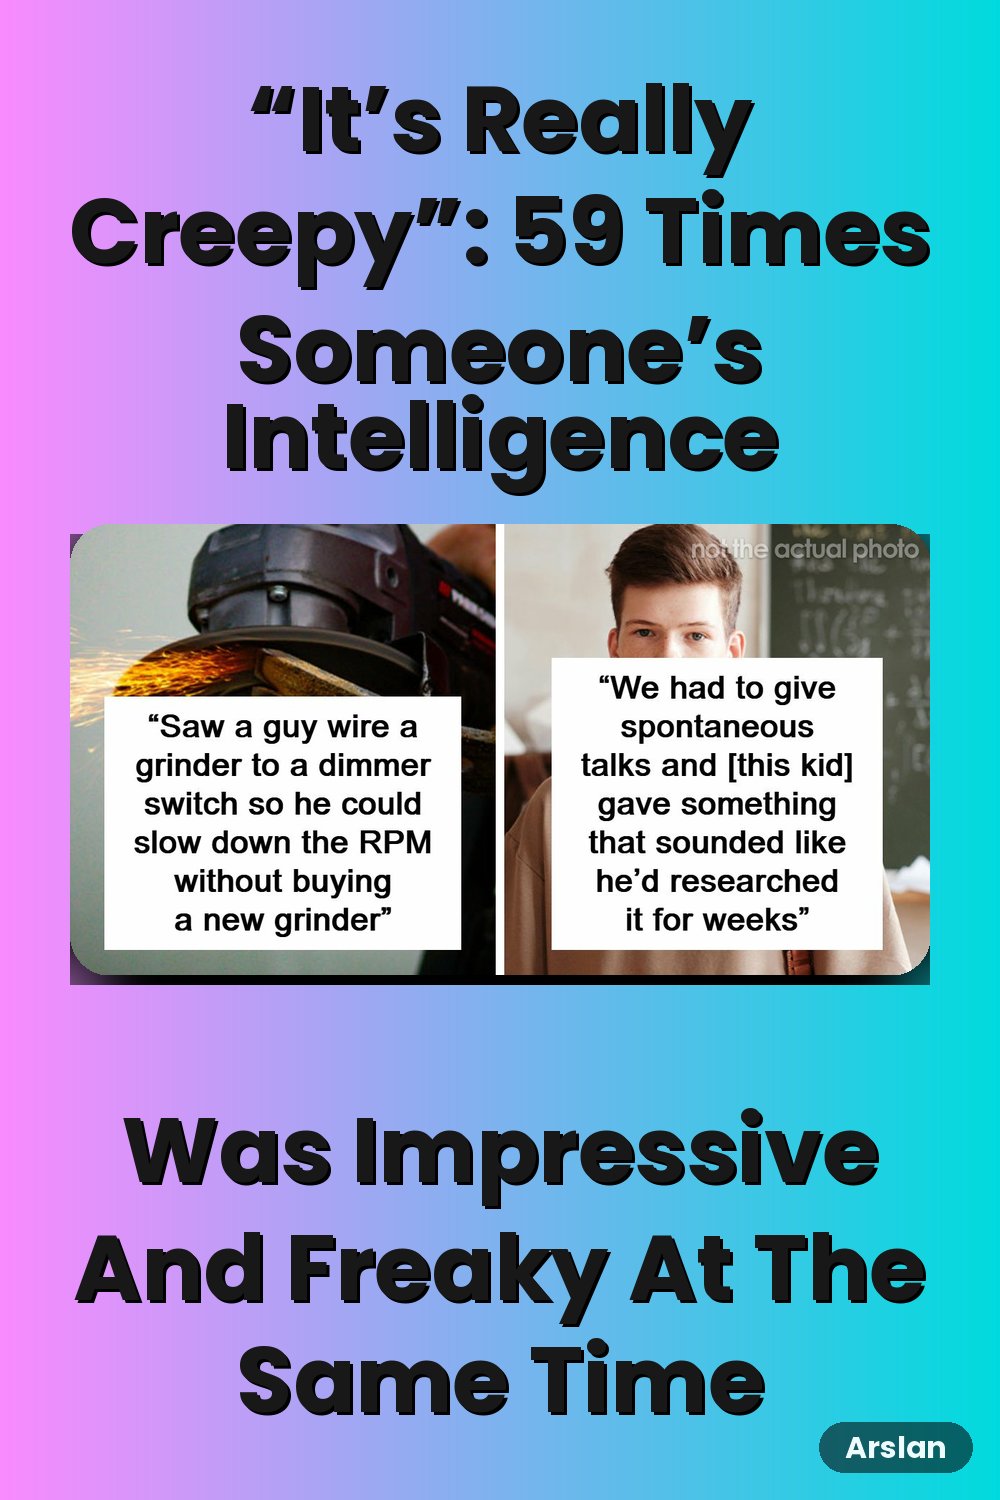 “It’s Really
Creepy”: 59 Times
Someone’s
Intelligence
not the actual photo
“Saw a guy wire a
grinder to a dimmer
switch so he could
slow down the RPM
without buying
a new grinder”
“We had to give
spontaneous
talks and [this kid]
gave something
that sounded like
he’d researched
it for weeks”
Was Impressive
And Freaky At The
Same Time
Arslan